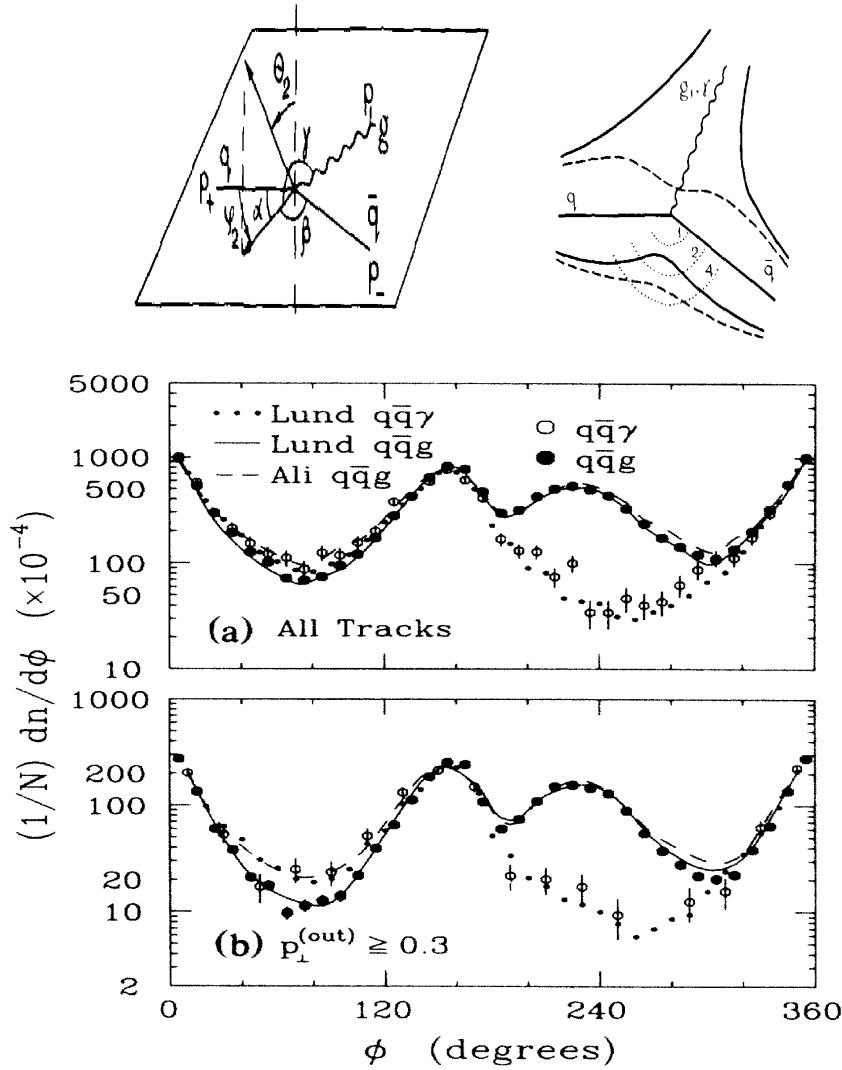 Θ₂
γ
p⊥
g
q
p₊
φ₂
α
β
q̄
p₋
g₁,γ
q
q̄
1
2
4
5000
1000
500
100
50
10
1000
200
100
20
10
2
• • • Lund qq̄γ
— Lund qq̄g
– – Ali qq̄g
○ qq̄γ
● qq̄g
(a) All Tracks
(b) p⊥^(out) ≧ 0.3
(1/N) dn/dϕ (×10⁻⁴)
0 120 240 360
ϕ (degrees)